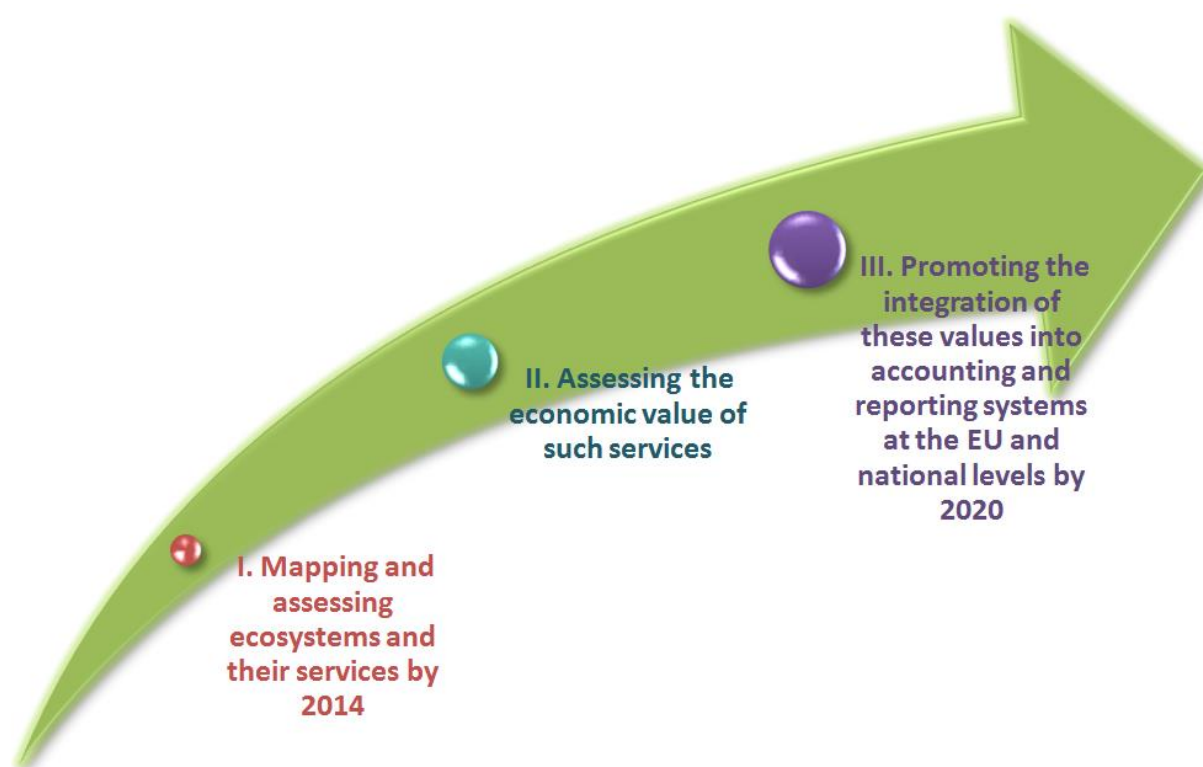 I. Mapping and
assessing
ecosystems and
their services by
2014
II. Assessing the
economic value of
such services
III. Promoting the
integration of
these values into
accounting and
reporting systems
at the EU and
national levels by
2020